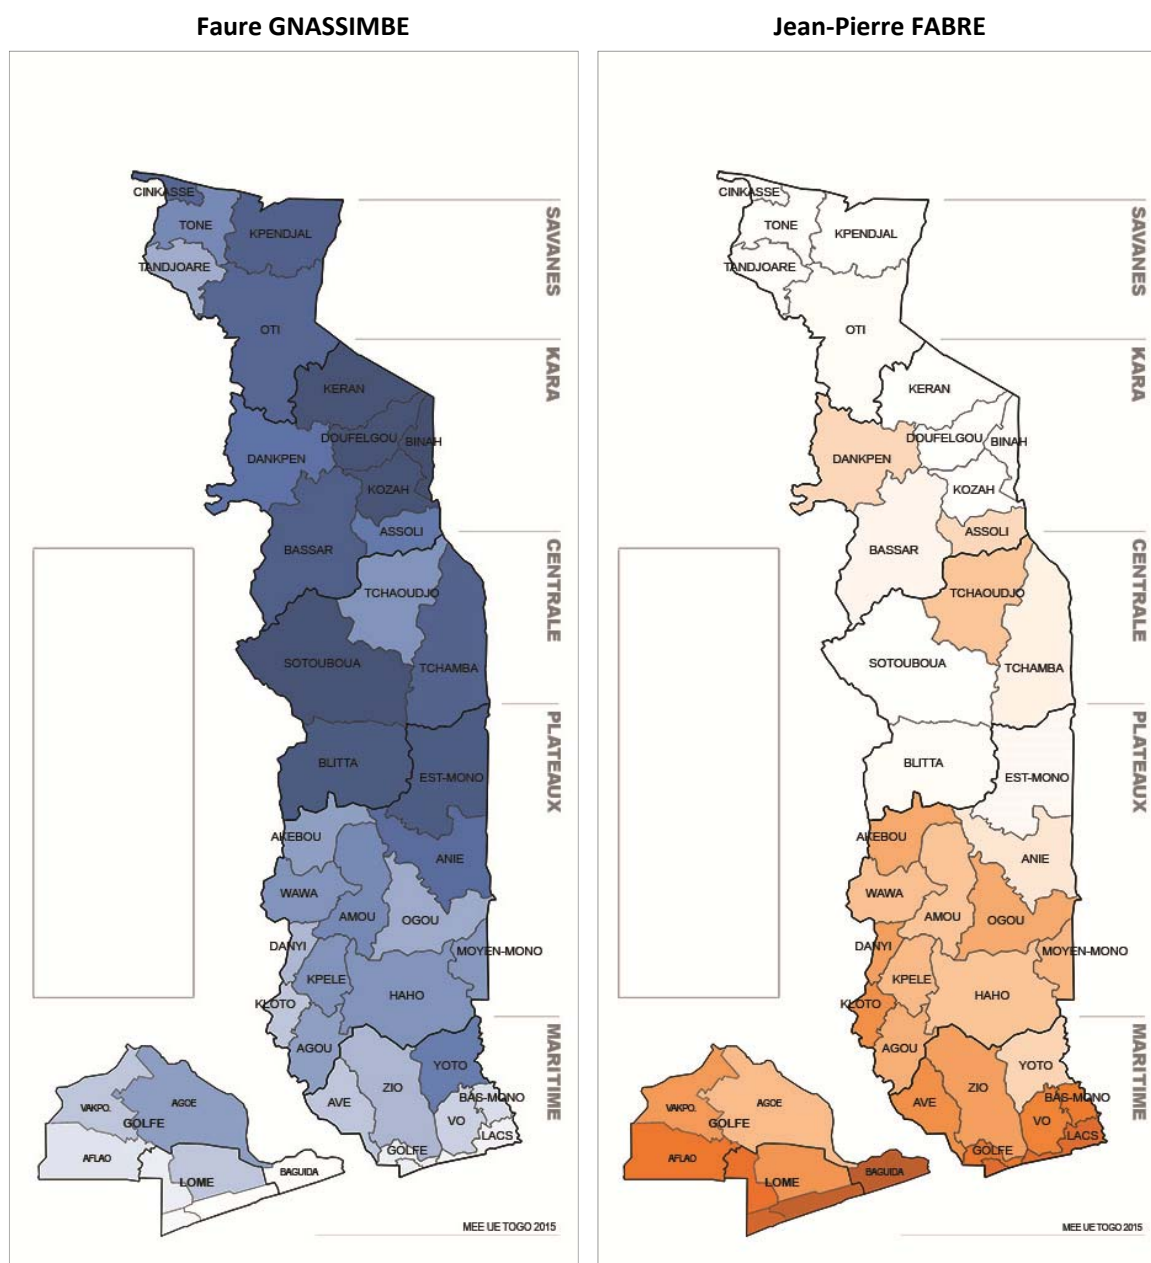 Faure GNASSIMBE
CINKASSE
TONE
KPENDJAL
TANDJOARE
SAVANES
OTI
KARA
KERAN
DOUFELGOU
BINAH
DANKPEN
KOZAH
ASSOLI
BASSAR
CENTRALE
TCHAOUDJO
SOTOUBOUA
TCHAMBA
PLATEAUX
BLITTA
EST-MONO
AKEBOU
ANIE
WAWA
AMOU
OGOU
DANYI
MOYEN-MONO
KPELE
HAHO
KLOTO
AGOU
MARITIME
YOTO
ZIO
AVE
BAS-MONO
VO
LACS
GOLFE
VAKPO.
AGOE
GOLFE
AFLAO
LOME
BAGUIDA
MEE UE TOGO 2015
Jean-Pierre FABRE
CINKASSE
TONE
KPENDJAL
TANDJOARE
SAVANES
OTI
KARA
KERAN
DOUFELGOU
BINAH
DANKPEN
KOZAH
ASSOLI
BASSAR
CENTRALE
TCHAOUDJO
SOTOUBOUA
TCHAMBA
PLATEAUX
BLITTA
EST-MONO
AKEBOU
ANIE
WAWA
AMOU
OGOU
DANYI
MOYEN-MONO
KPELE
HAHO
KLOTO
AGOU
MARITIME
YOTO
ZIO
AVE
BAS-MONO
VO
LACS
GOLFE
VAKPO.
AGOE
GOLFE
AFLAO
LOME
BAGUIDA
MEE UE TOGO 2015